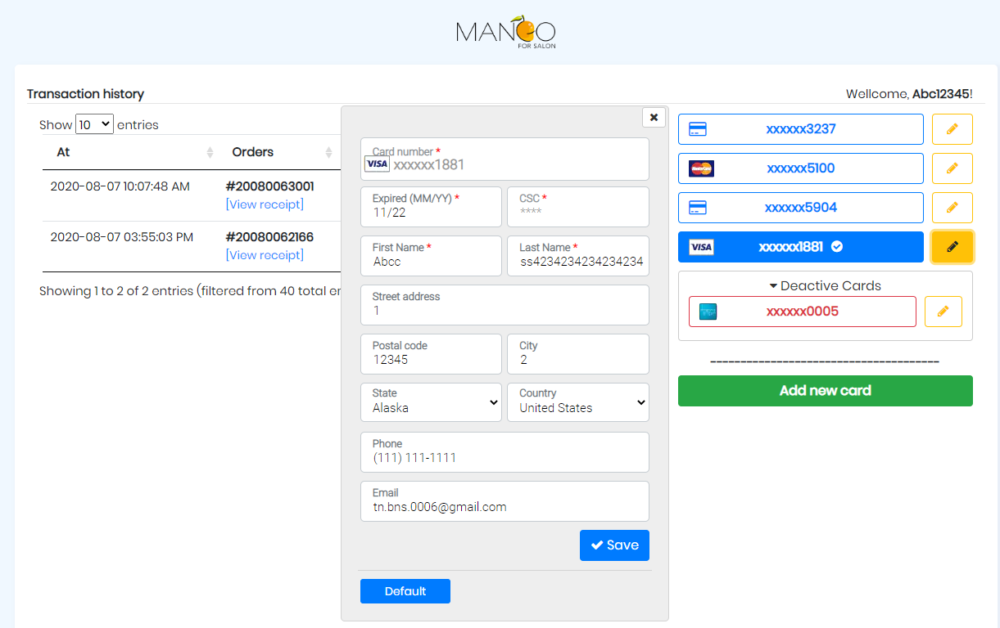 MANGO
FOR SALON
Transaction history
Wellcome, Abc12345!
Show 10 entries
At Orders
2020-08-07 10:07:48 AM #20080063001
[View receipt]
2020-08-07 03:55:03 PM #20080062166
[View receipt]
Showing 1 to 2 of 2 entries (filtered from 40 total er
Card number *
VISA xxxxxx1881
Expired (MM/YY) *
11/22
CSC *
****
First Name *
Abcc
Last Name *
ss4234234234234234
Street address
1
Postal code
12345
City
2
State
Alaska
Country
United States
Phone
(111) 111-1111
Email
tn.bns.0006@gmail.com
Save
Default
xxxxxx3237
MasterCard xxxxxx5100
xxxxxx5904
VISA xxxxxx1881
Deactive Cards
xxxxxx0005
---------------------------------------
Add new card